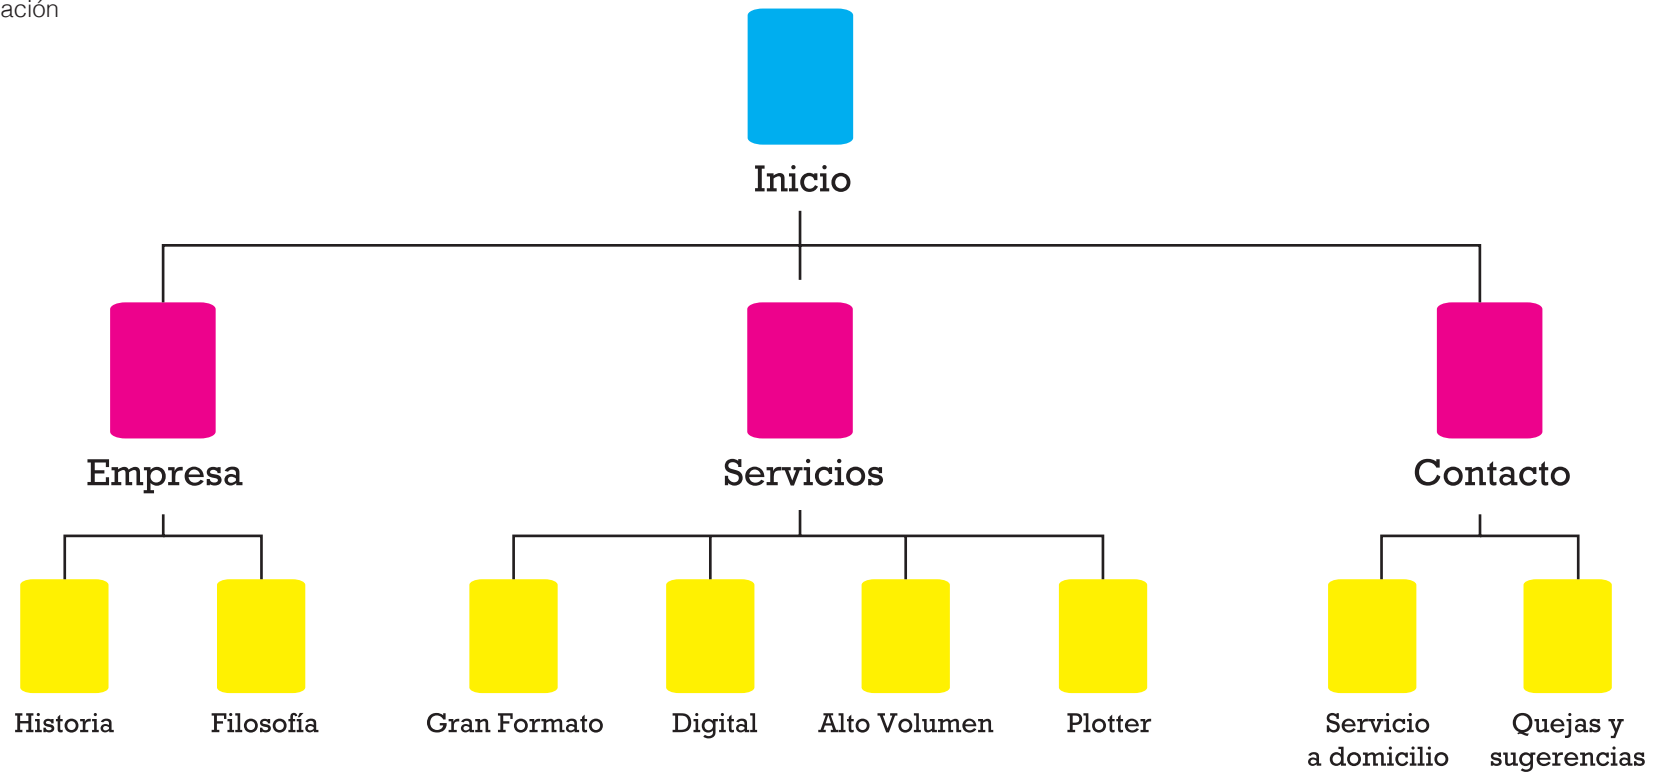 ación
Inicio
Empresa
Servicios
Contacto
Historia
Filosofía
Gran Formato
Digital
Alto Volumen
Plotter
Servicio
a domicilio
Quejas y
sugerencias